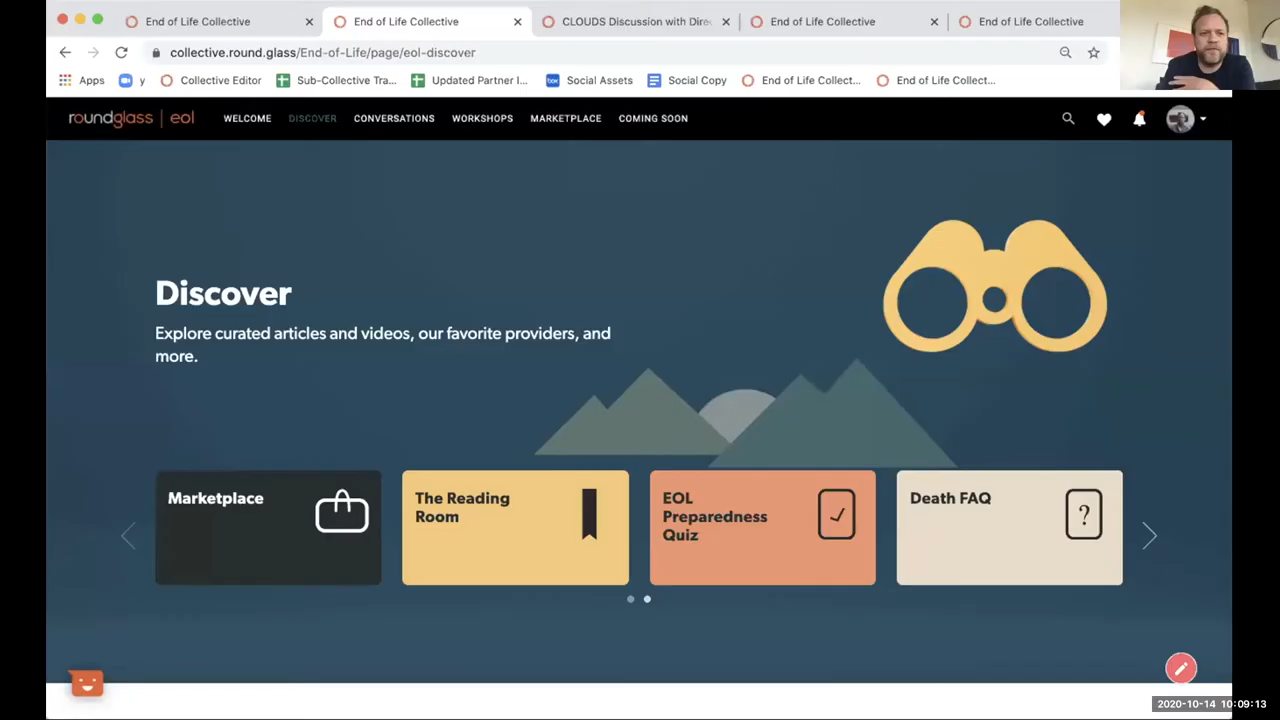 End of Life Collective
End of Life Collective
CLOUDS Discussion with Dire
End of Life Collective
End of Life Collective
collective.round.glass/End-of-Life/page/eol-discover
Apps
y
Collective Editor
Sub-Collective Tra...
Updated Partner I...
box
Social Assets
Social Copy
End of Life Collect...
End of Life Collect...
roundglass | eol
WELCOME
DISCOVER
CONVERSATIONS
WORKSHOPS
MARKETPLACE
COMING SOON
Discover
Explore curated articles and videos, our favorite providers, and
more.
Marketplace
The Reading
Room
EOL
Preparedness
Quiz
Death FAQ
?
2020-10-14 10:09:13